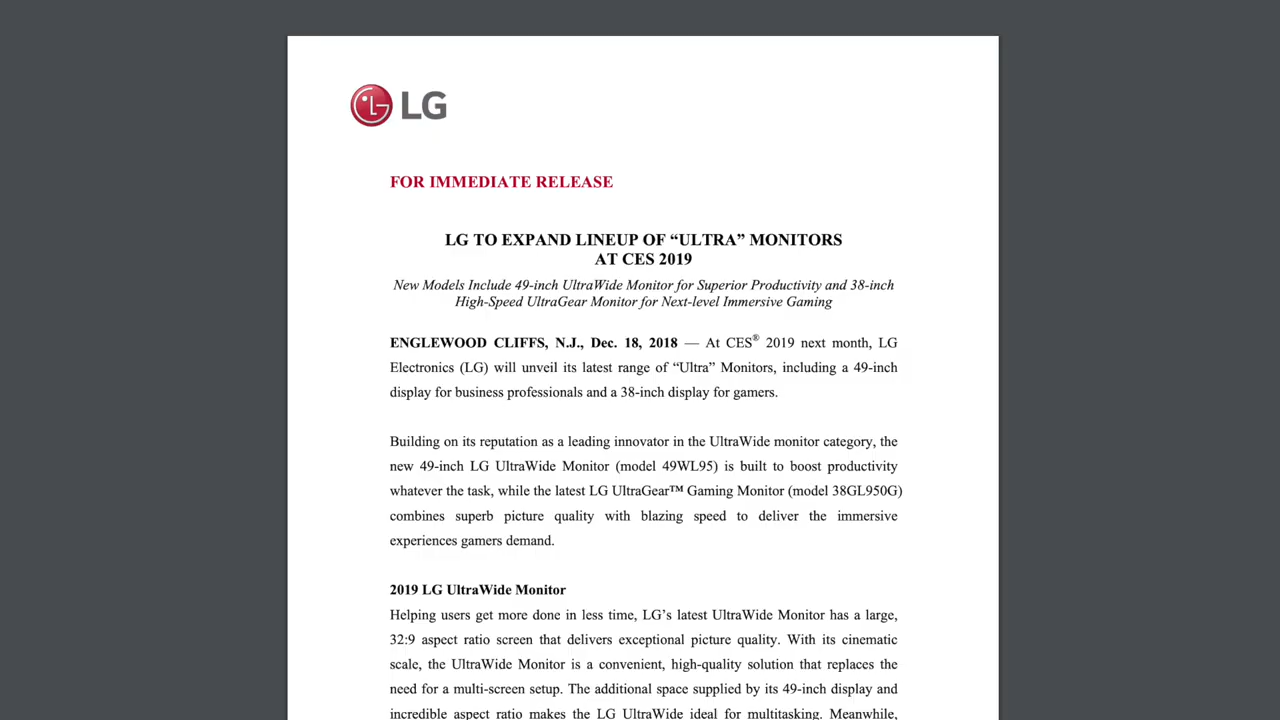 LG
FOR IMMEDIATE RELEASE
LG TO EXPAND LINEUP OF “ULTRA” MONITORS
AT CES 2019
New Models Include 49-inch UltraWide Monitor for Superior Productivity and 38-inch
High-Speed UltraGear Monitor for Next-level Immersive Gaming
ENGLEWOOD CLIFFS, N.J., Dec. 18, 2018 — At CES® 2019 next month, LG
Electronics (LG) will unveil its latest range of “Ultra” Monitors, including a 49-inch
display for business professionals and a 38-inch display for gamers.
Building on its reputation as a leading innovator in the UltraWide monitor category, the
new 49-inch LG UltraWide Monitor (model 49WL95) is built to boost productivity
whatever the task, while the latest LG UltraGear™ Gaming Monitor (model 38GL950G)
combines superb picture quality with blazing speed to deliver the immersive
experiences gamers demand.
2019 LG UltraWide Monitor
Helping users get more done in less time, LG’s latest UltraWide Monitor has a large,
32:9 aspect ratio screen that delivers exceptional picture quality. With its cinematic
scale, the UltraWide Monitor is a convenient, high-quality solution that replaces the
need for a multi-screen setup. The additional space supplied by its 49-inch display and
incredible aspect ratio makes the LG UltraWide ideal for multitasking. Meanwhile,